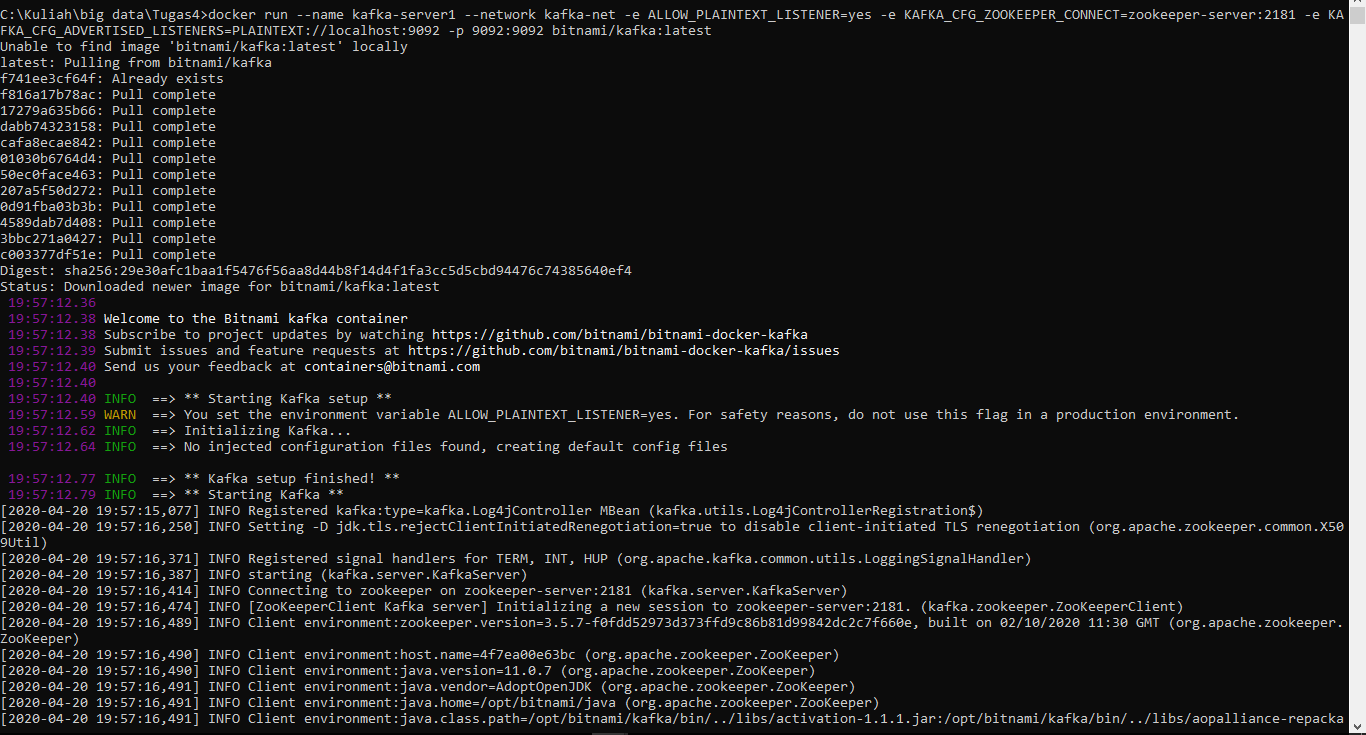 C:\Kuliah\big data\Tugas4>docker run --name kafka-server1 --network kafka-net -e ALLOW_PLAINTEXT_LISTENER=yes -e KAFKA_CFG_ZOOKEEPER_CONNECT=zookeeper-server:2181 -e KA
FKA_CFG_ADVERTISED_LISTENERS=PLAINTEXT://localhost:9092 -p 9092:9092 bitnami/kafka:latest
Unable to find image 'bitnami/kafka:latest' locally
latest: Pulling from bitnami/kafka
f741ee3cf64f: Already exists
f816a17b78ac: Pull complete
17279a635b66: Pull complete
dabb74323158: Pull complete
cafa8ecae842: Pull complete
01030b6764d4: Pull complete
50ec0face463: Pull complete
207a5f50d272: Pull complete
0d91fba03b3b: Pull complete
4589dab7d408: Pull complete
3bbc271a0427: Pull complete
c003377df51e: Pull complete
Digest: sha256:29e30afc1baa1f5476f56aa8d44b8f14d4f1fa3cc5d5cbd94476c74385640ef4
Status: Downloaded newer image for bitnami/kafka:latest
19:57:12.36
19:57:12.38 Welcome to the Bitnami kafka container
19:57:12.38 Subscribe to project updates by watching https://github.com/bitnami/bitnami-docker-kafka
19:57:12.39 Submit issues and feature requests at https://github.com/bitnami/bitnami-docker-kafka/issues
19:57:12.40 Send us your feedback at containers@bitnami.com
19:57:12.40
19:57:12.40 INFO  ==> ** Starting Kafka setup **
19:57:12.59 WARN  ==> You set the environment variable ALLOW_PLAINTEXT_LISTENER=yes. For safety reasons, do not use this flag in a production environment.
19:57:12.62 INFO  ==> Initializing Kafka...
19:57:12.64 INFO  ==> No injected configuration files found, creating default config files
19:57:12.77 INFO  ==> ** Kafka setup finished! **
19:57:12.79 INFO  ==> ** Starting Kafka **
[2020-04-20 19:57:15,077] INFO Registered kafka:type=kafka.Log4jController MBean (kafka.utils.Log4jControllerRegistration$)
[2020-04-20 19:57:16,250] INFO Setting -D jdk.tls.rejectClientInitiatedRenegotiation=true to disable client-initiated TLS renegotiation (org.apache.zookeeper.common.X50
9Util)
[2020-04-20 19:57:16,371] INFO Registered signal handlers for TERM, INT, HUP (org.apache.kafka.common.utils.LoggingSignalHandler)
[2020-04-20 19:57:16,387] INFO starting (kafka.server.KafkaServer)
[2020-04-20 19:57:16,414] INFO Connecting to zookeeper on zookeeper-server:2181 (kafka.server.KafkaServer)
[2020-04-20 19:57:16,474] INFO [ZooKeeperClient Kafka server] Initializing a new session to zookeeper-server:2181. (kafka.zookeeper.ZooKeeperClient)
[2020-04-20 19:57:16,489] INFO Client environment:zookeeper.version=3.5.7-f0fdd52973d373ffd9c86b81d99842dc2c7f660e, built on 02/10/2020 11:30 GMT (org.apache.zookeeper.
ZooKeeper)
[2020-04-20 19:57:16,490] INFO Client environment:host.name=4f7ea00e63bc (org.apache.zookeeper.ZooKeeper)
[2020-04-20 19:57:16,490] INFO Client environment:java.version=11.0.7 (org.apache.zookeeper.ZooKeeper)
[2020-04-20 19:57:16,491] INFO Client environment:java.vendor=AdoptOpenJDK (org.apache.zookeeper.ZooKeeper)
[2020-04-20 19:57:16,491] INFO Client environment:java.home=/opt/bitnami/java (org.apache.zookeeper.ZooKeeper)
[2020-04-20 19:57:16,491] INFO Client environment:java.class.path=/opt/bitnami/kafka/bin/../libs/activation-1.1.1.jar:/opt/bitnami/kafka/bin/../libs/aopalliance-repacka